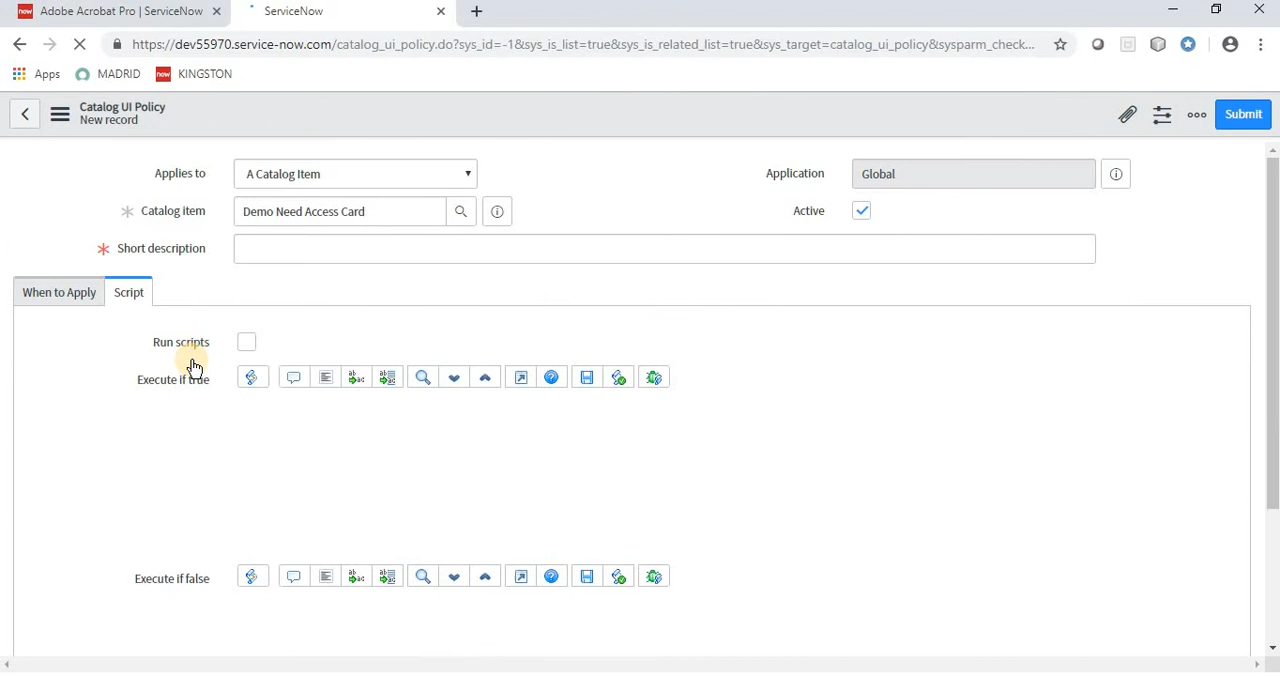 now Adobe Acrobat Pro | ServiceNow
ServiceNow
https://dev55970.service-now.com/catalog_ui_policy.do?sys_id=-1&sys_is_list=true&sys_is_related_list=true&sys_target=catalog_ui_policy&sysparm_check...
Apps MADRID now KINGSTON
Catalog UI Policy
New record
Submit
Applies to A Catalog Item Application Global
Catalog item Demo Need Access Card Active
Short description
When to Apply Script
Run scripts
Execute if true
Execute if false